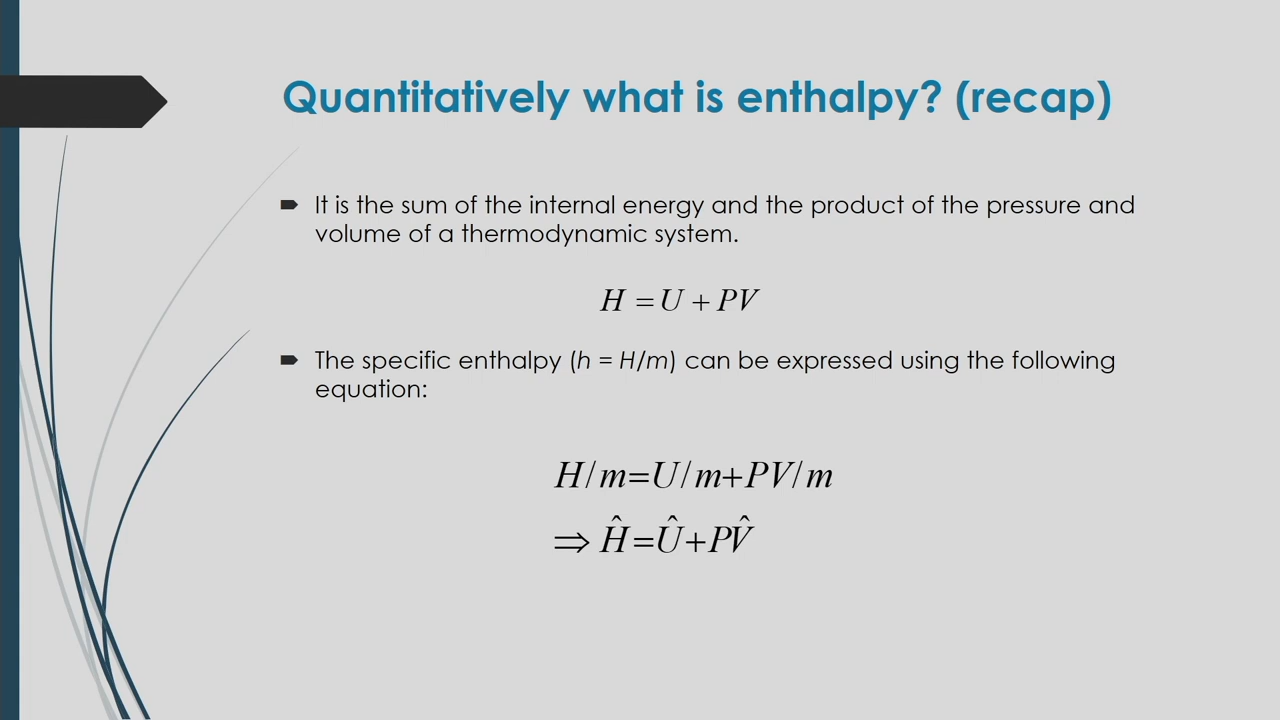 Quantitatively what is enthalpy? (recap)
It is the sum of the internal energy and the product of the pressure and
volume of a thermodynamic system.
H = U + PV
The specific enthalpy (h = H/m) can be expressed using the following
equation:
H/m=U/m+PV/m
⇒ Ĥ=Û+PV̂